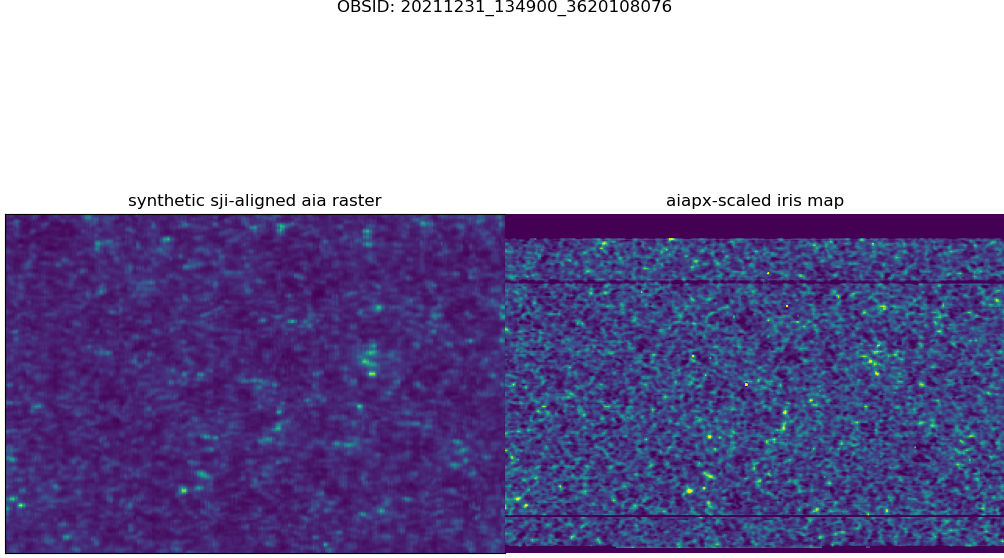 OBSID: 20211231_134900_3620108076
synthetic sji-aligned aia raster
aiapx-scaled iris map